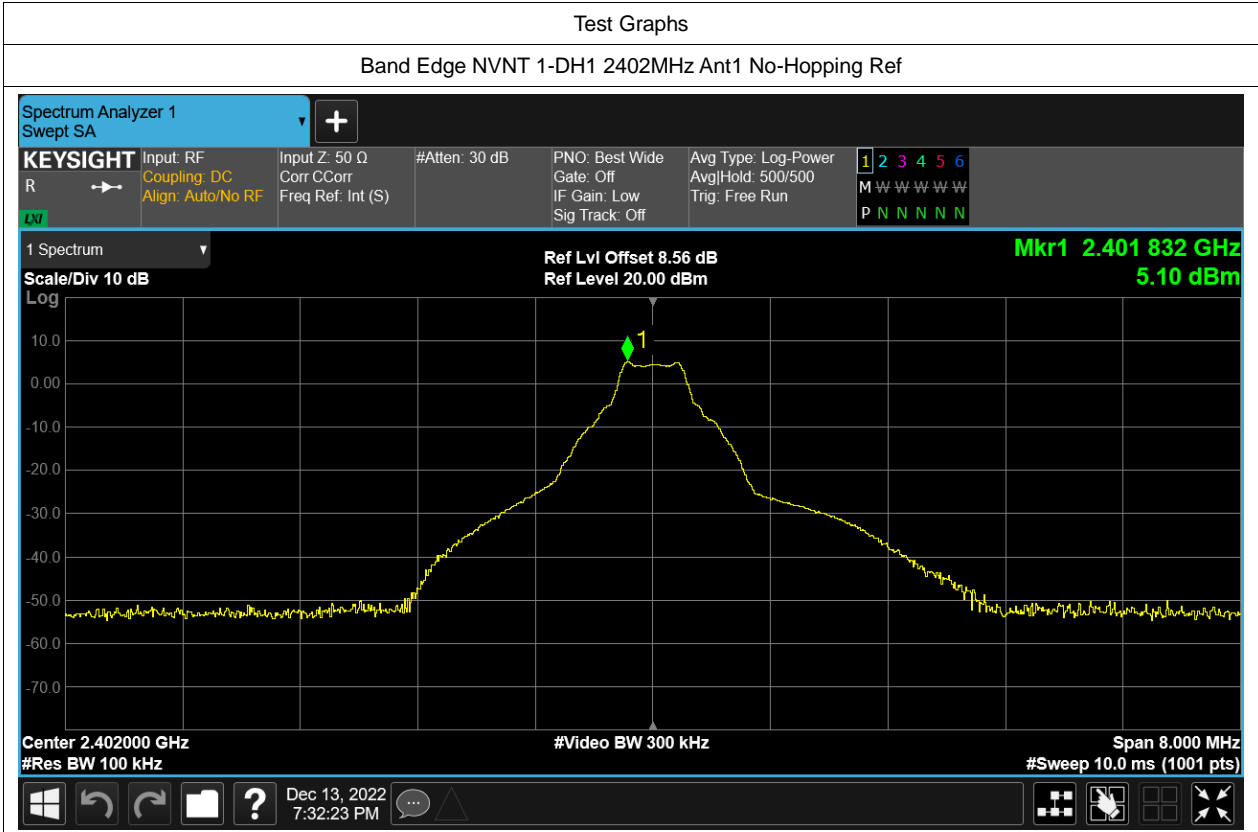 Test Graphs
Band Edge NVNT 1-DH1 2402MHz Ant1 No-Hopping Ref
Spectrum Analyzer 1
Swept SA
KEYSIGHT
R
LXI
Input: RF
Coupling: DC
Align: Auto/No RF
Input Z: 50 Ω
Corr CCorr
Freq Ref: Int (S)
#Atten: 30 dB
PNO: Best Wide
Gate: Off
IF Gain: Low
Sig Track: Off
Avg Type: Log-Power
Avg|Hold: 500/500
Trig: Free Run
1 2 3 4 5 6
M W W W W W
P N N N N N
1 Spectrum
Scale/Div 10 dB
Log
Ref Lvl Offset 8.56 dB
Ref Level 20.00 dBm
Mkr1 2.401 832 GHz
5.10 dBm
1
10.0
0.00
-10.0
-20.0
-30.0
-40.0
-50.0
-60.0
-70.0
Center 2.402000 GHz
#Res BW 100 kHz
#Video BW 300 kHz
Span 8.000 MHz
#Sweep 10.0 ms (1001 pts)
?
Dec 13, 2022
7:32:23 PM